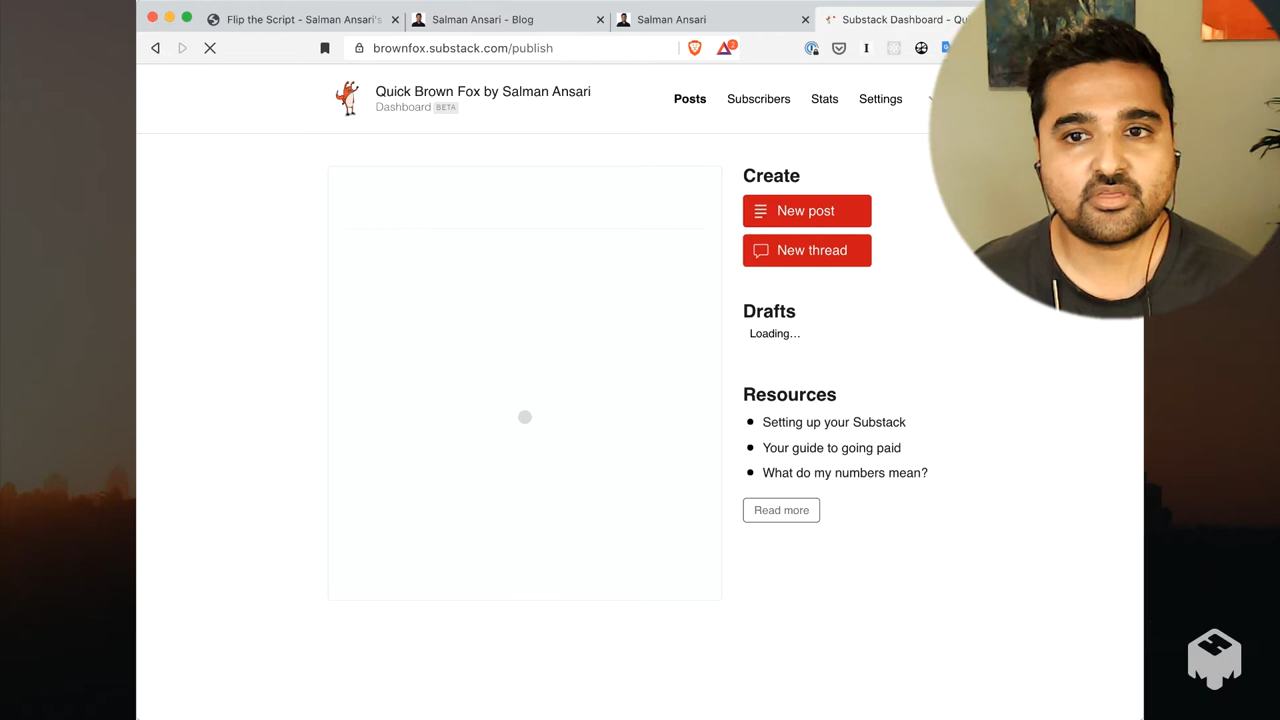 Flip the Script - Salman Ansari's
Salman Ansari - Blog
Salman Ansari
Substack Dashboard - Qu
brownfox.substack.com/publish
2
Quick Brown Fox by Salman Ansari
Dashboard BETA
Posts
Subscribers
Stats
Settings
Create
New post
New thread
Drafts
Loading…
Resources
Setting up your Substack
Your guide to going paid
What do my numbers mean?
Read more